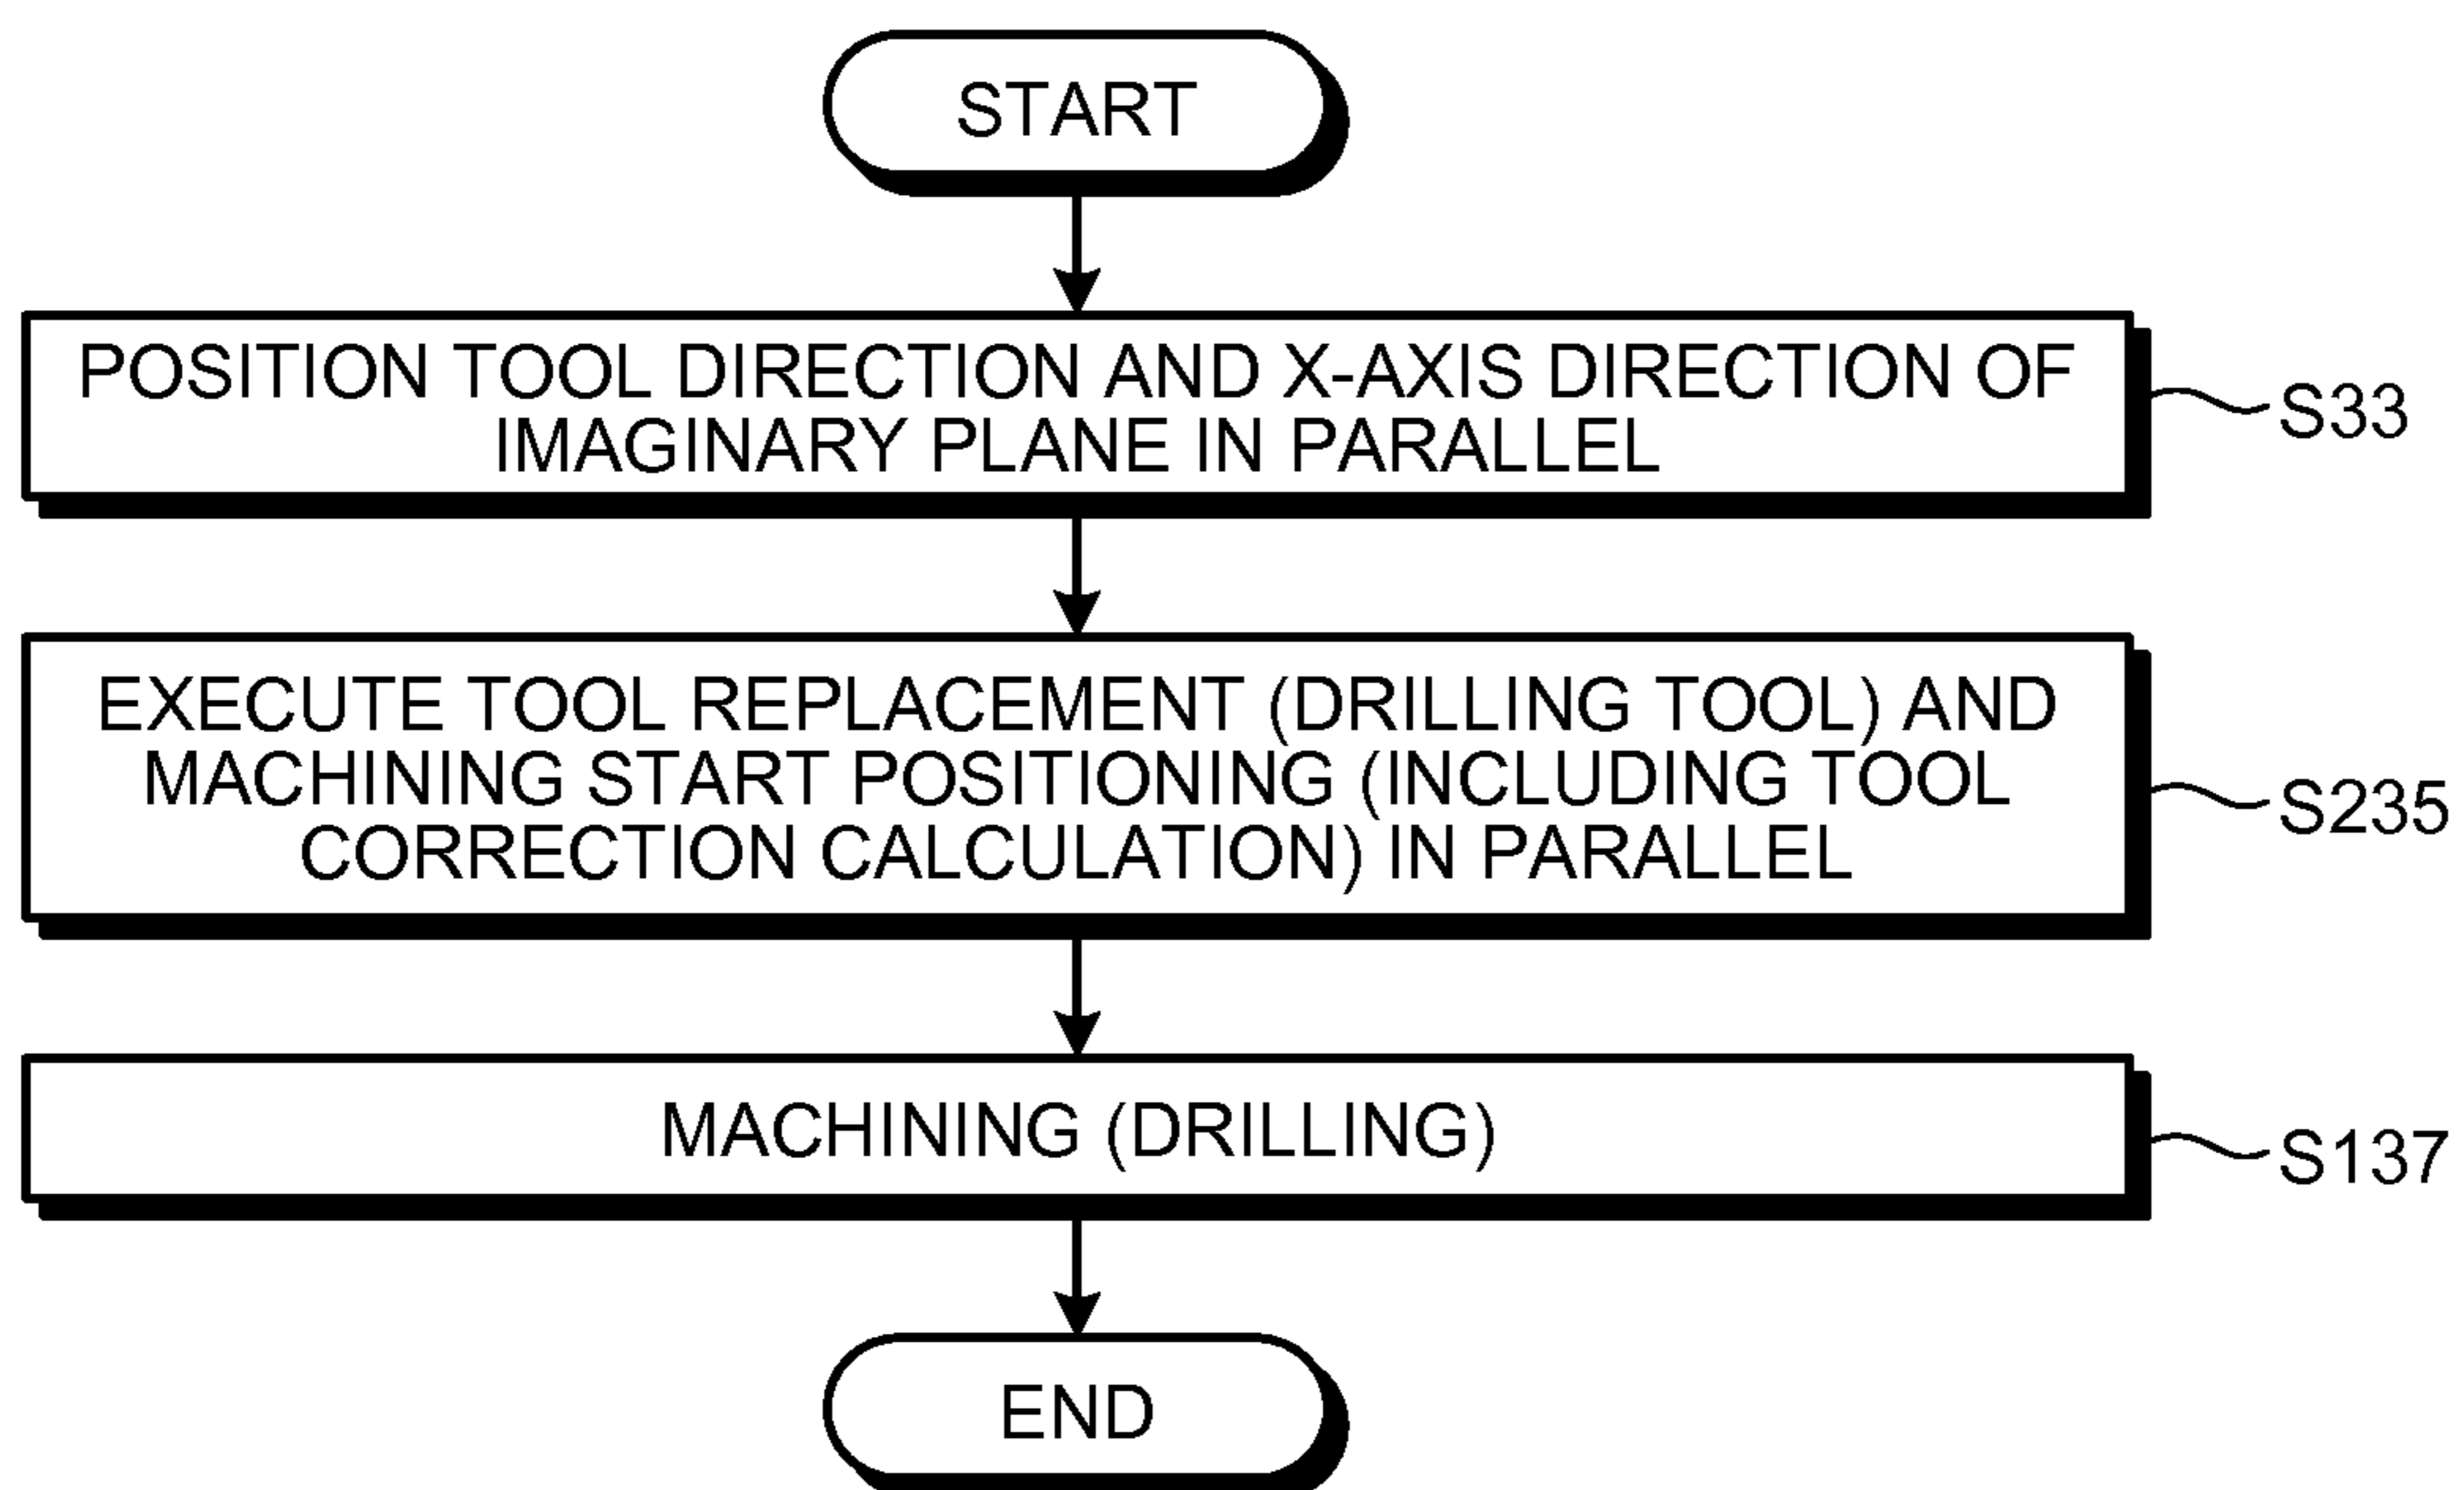 START
POSITION TOOL DIRECTION AND X-AXIS DIRECTION OF
IMAGINARY PLANE IN PARALLEL
S33
EXECUTE TOOL REPLACEMENT (DRILLING TOOL) AND
MACHINING START POSITIONING (INCLUDING TOOL
CORRECTION CALCULATION) IN PARALLEL
S235
MACHINING (DRILLING)
S137
END